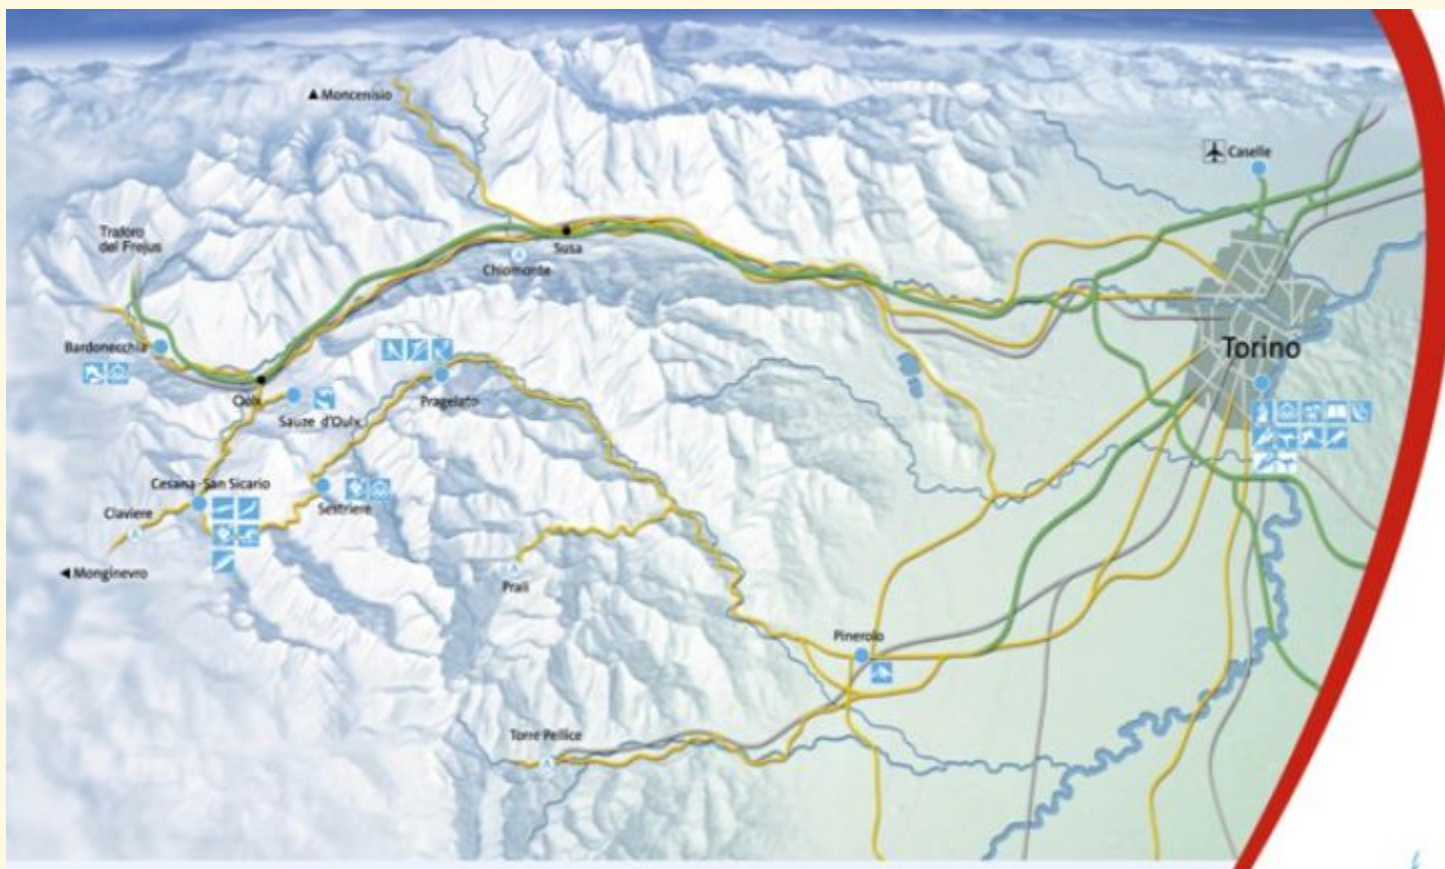 Moncenisio
Caselle
Traforo
del Frejus
Susa
Chiomonte
Bardonecchia
Torino
Oulx
Pragelato
Sauze d'Oulx
Cesana-San Sicario
Sestriere
Claviere
Monginevro
Prali
Pinerolo
Torre Pellice